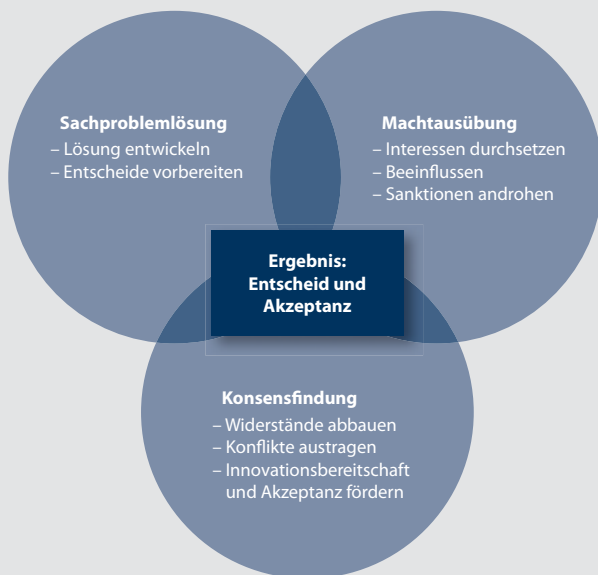 Sachproblemlösung
– Lösung entwickeln
– Entscheide vorbereiten
Machtausübung
– Interessen durchsetzen
– Beeinflussen
– Sanktionen androhen
Ergebnis:
Entscheid und
Akzeptanz
Konsensfindung
– Widerstände abbauen
– Konflikte austragen
– Innovationsbereitschaft
und Akzeptanz fördern